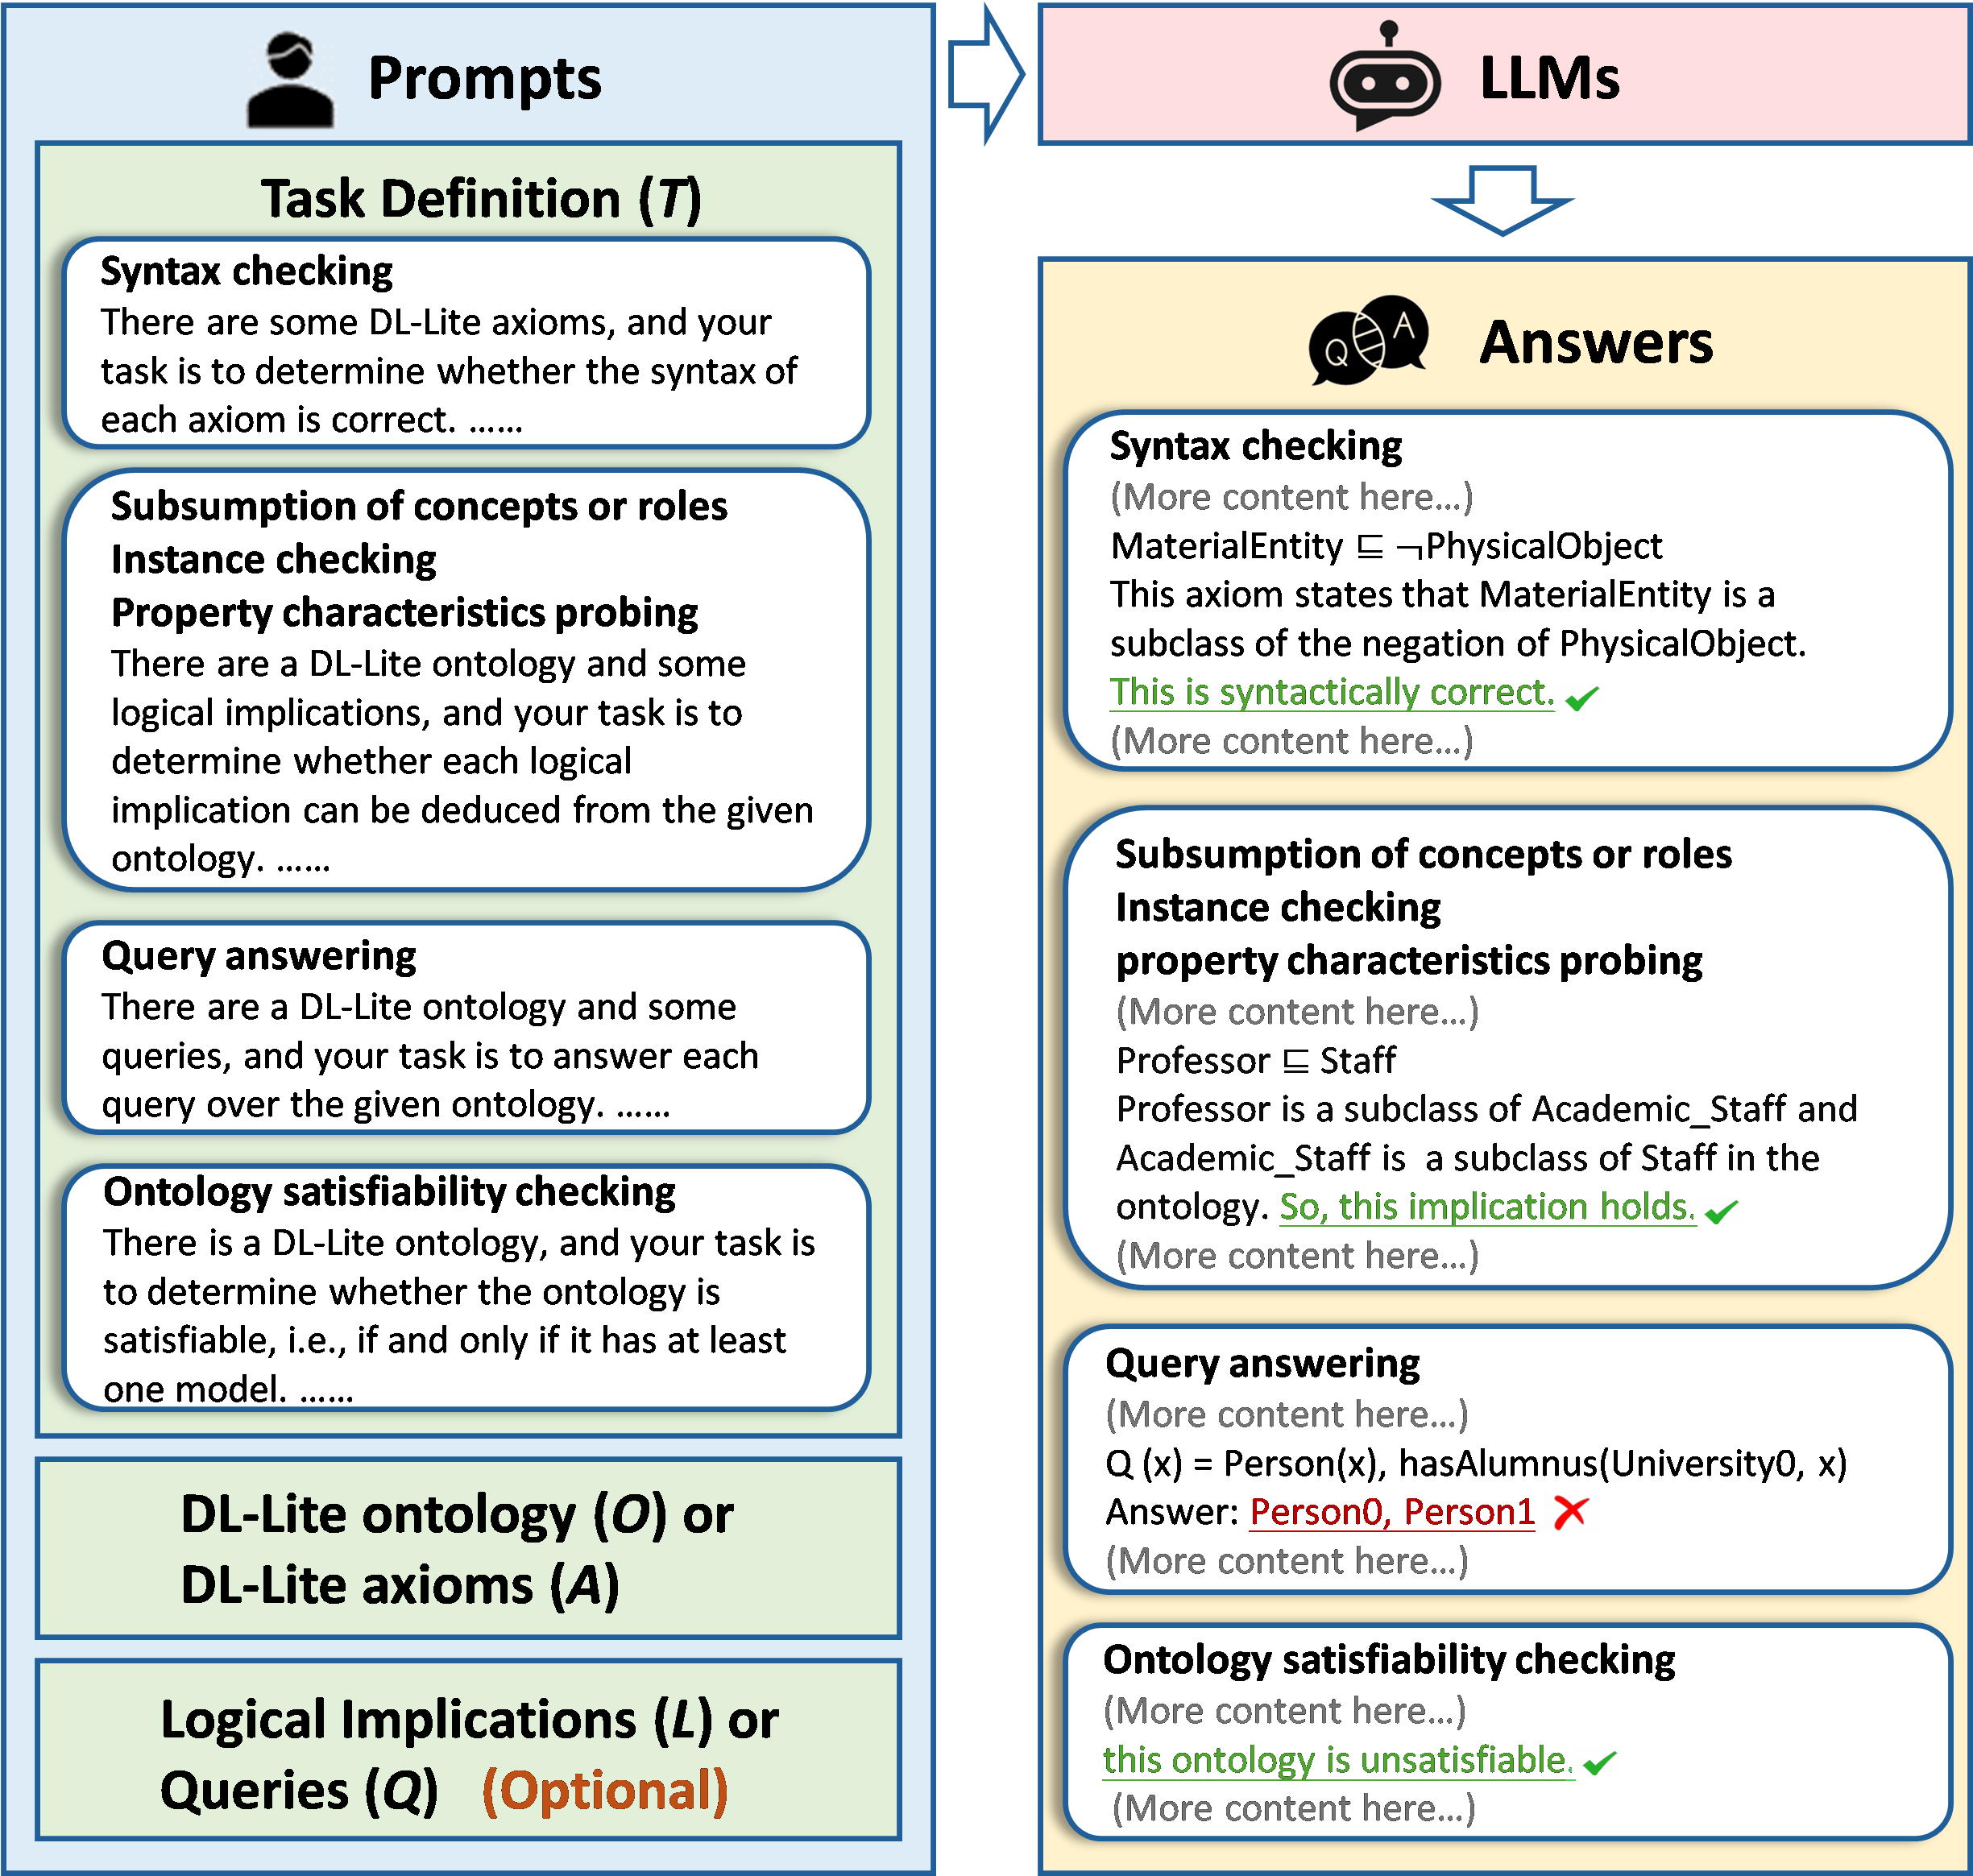 Prompts
Task Definition (T)
Syntax checking
There are some DL-Lite axioms, and your
task is to determine whether the syntax of
each axiom is correct. ……
Subsumption of concepts or roles
Instance checking
Property characteristics probing
There are a DL-Lite ontology and some
logical implications, and your task is to
determine whether each logical
implication can be deduced from the given
ontology. ……
Query answering
There are a DL-Lite ontology and some
queries, and your task is to answer each
query over the given ontology. ……
Ontology satisfiability checking
There is a DL-Lite ontology, and your task is
to determine whether the ontology is
satisfiable, i.e., if and only if it has at least
one model. ……
DL-Lite ontology (O) or
DL-Lite axioms (A)
Logical Implications (L) or
Queries (Q) (Optional)
LLMs
Q A
Answers
Syntax checking
(More content here…)
MaterialEntity ⊑ ¬PhysicalObject
This axiom states that MaterialEntity is a
subclass of the negation of PhysicalObject.
This is syntactically correct. ✓
(More content here…)
Subsumption of concepts or roles
Instance checking
property characteristics probing
(More content here…)
Professor ⊑ Staff
Professor is a subclass of Academic_Staff and
Academic_Staff is a subclass of Staff in the
ontology. So, this implication holds. ✓
(More content here…)
Query answering
(More content here…)
Q (x) = Person(x), hasAlumnus(University0, x)
Answer: Person0, Person1 ✗
(More content here…)
Ontology satisfiability checking
(More content here…)
this ontology is unsatisfiable. ✓
(More content here…)